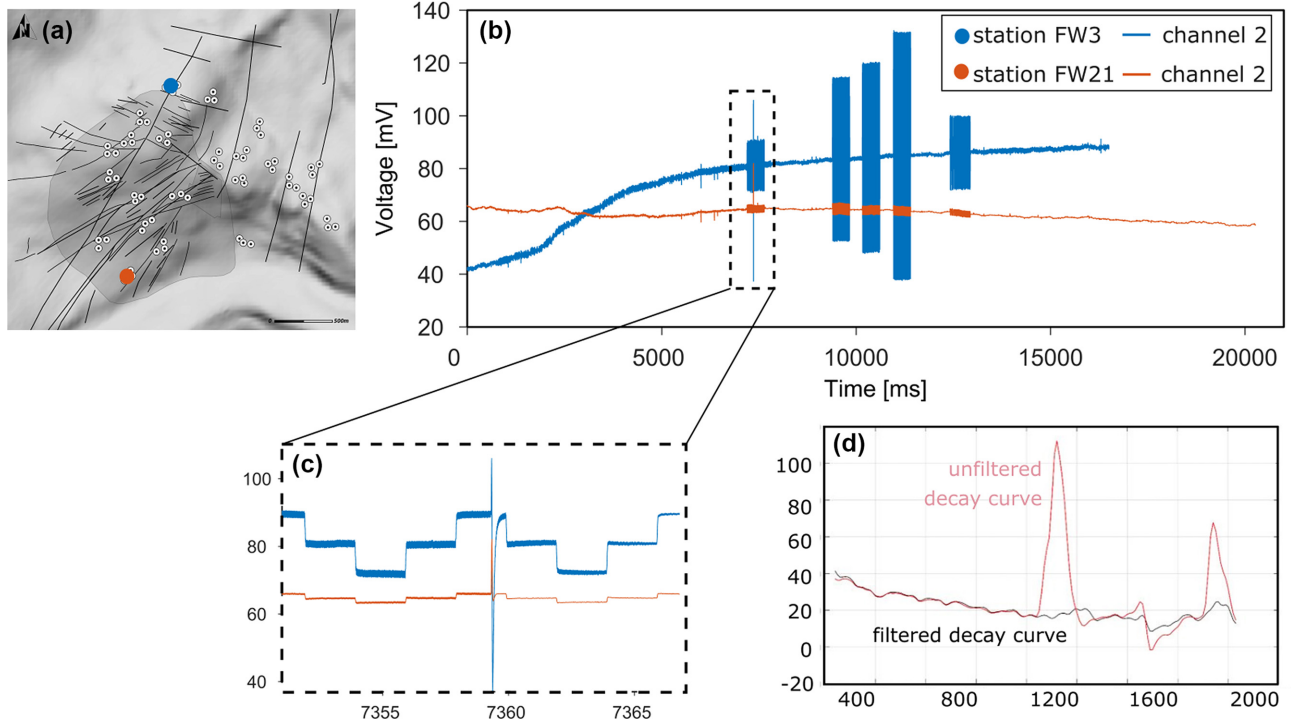 N (a)
0 500m
(b)
station FW3 channel 2
station FW21 channel 2
Voltage [mV]
140
120
100
80
60
40
20
0 5000 10000 15000 20000
Time [ms]
(c)
100
80
60
40
7355 7360 7365
(d)
unfiltered
decay curve
filtered decay curve
100
80
60
40
20
0
-20
400 800 1200 1600 2000